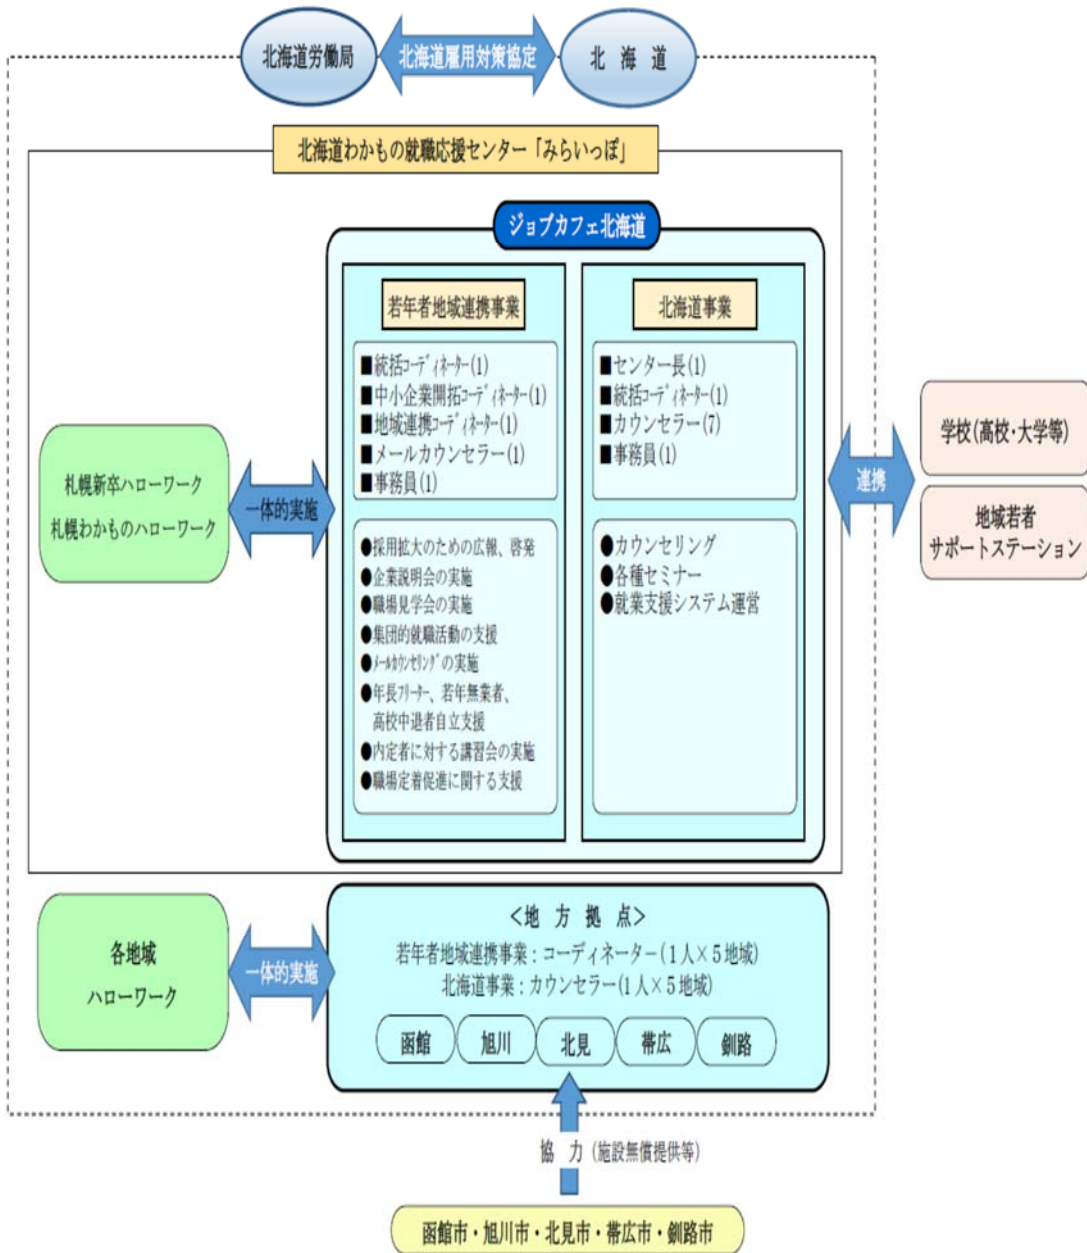 北海道労働局
北海道雇用対策協定
北 海 道
北海道わかもの就職応援センター「みらいっぽ」
ジョブカフェ北海道
若年者地域連携事業
■統括ｺｰﾃﾞｨﾈｰﾀｰ(1)
■中小企業開拓ｺｰﾃﾞｨﾈｰﾀｰ(1)
■地域連携ｺｰﾃﾞｨﾈｰﾀｰ(1)
■メールカウンセラー(1)
■事務員(1)
●採用拡大のための広報、啓発
●企業説明会の実施
●職場見学会の実施
●集団的就職活動の支援
●ﾒｰﾙｶｳﾝｾﾘﾝｸﾞの実施
●年長ﾌﾘｰﾀｰ、若年無業者、
高校中退者自立支援
●内定者に対する講習会の実施
●職場定着促進に関する支援
北海道事業
■センター長(1)
■統括ｺｰﾃﾞｨﾈｰﾀｰ(1)
■カウンセラー(7)
■事務員(1)
●カウンセリング
●各種セミナー
●就業支援システム運営
札幌新卒ハローワーク
札幌わかものハローワーク
一体的実施
連携
学校(高校・大学等)
地域若者
サポートステーション
各地域
ハローワーク
一体的実施
＜地 方 拠 点＞
若年者地域連携事業：コーディネーター(1人×5地域)
北海道事業：カウンセラー(1人×5地域)
函館
旭川
北見
帯広
釧路
協 力 (施設無償提供等)
函館市・旭川市・北見市・帯広市・釧路市